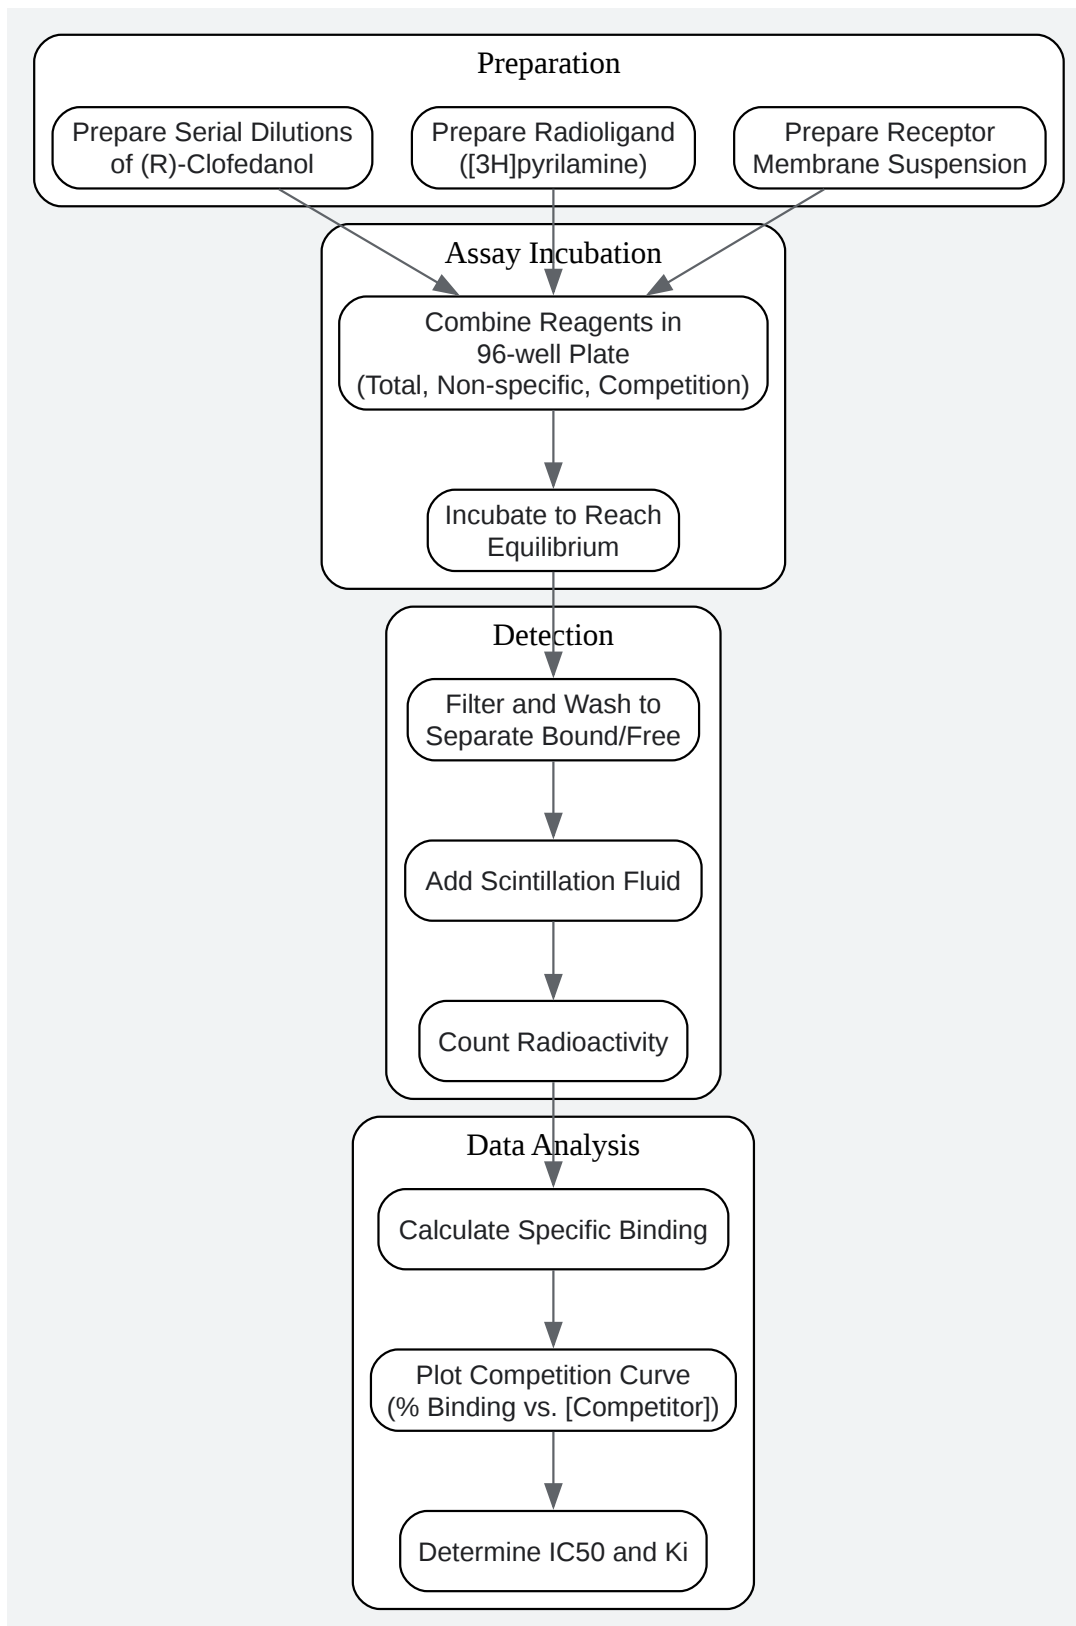 Preparation
Prepare Serial Dilutions
of (R)-Clofedanol
Prepare Radioligand
([3H]pyrilamine)
Prepare Receptor
Membrane Suspension
Assay Incubation
Combine Reagents in
96-well Plate
(Total, Non-specific, Competition)
Incubate to Reach
Equilibrium
Detection
Filter and Wash to
Separate Bound/Free
Add Scintillation Fluid
Count Radioactivity
Data Analysis
Calculate Specific Binding
Plot Competition Curve
(% Binding vs. [Competitor])
Determine IC50 and Ki